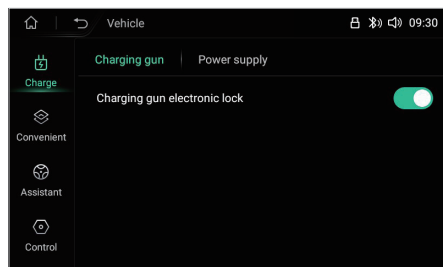 Vehicle
09:30
Charge
Charging gun
Power supply
Charging gun electronic lock
Convenient
Assistant
Control